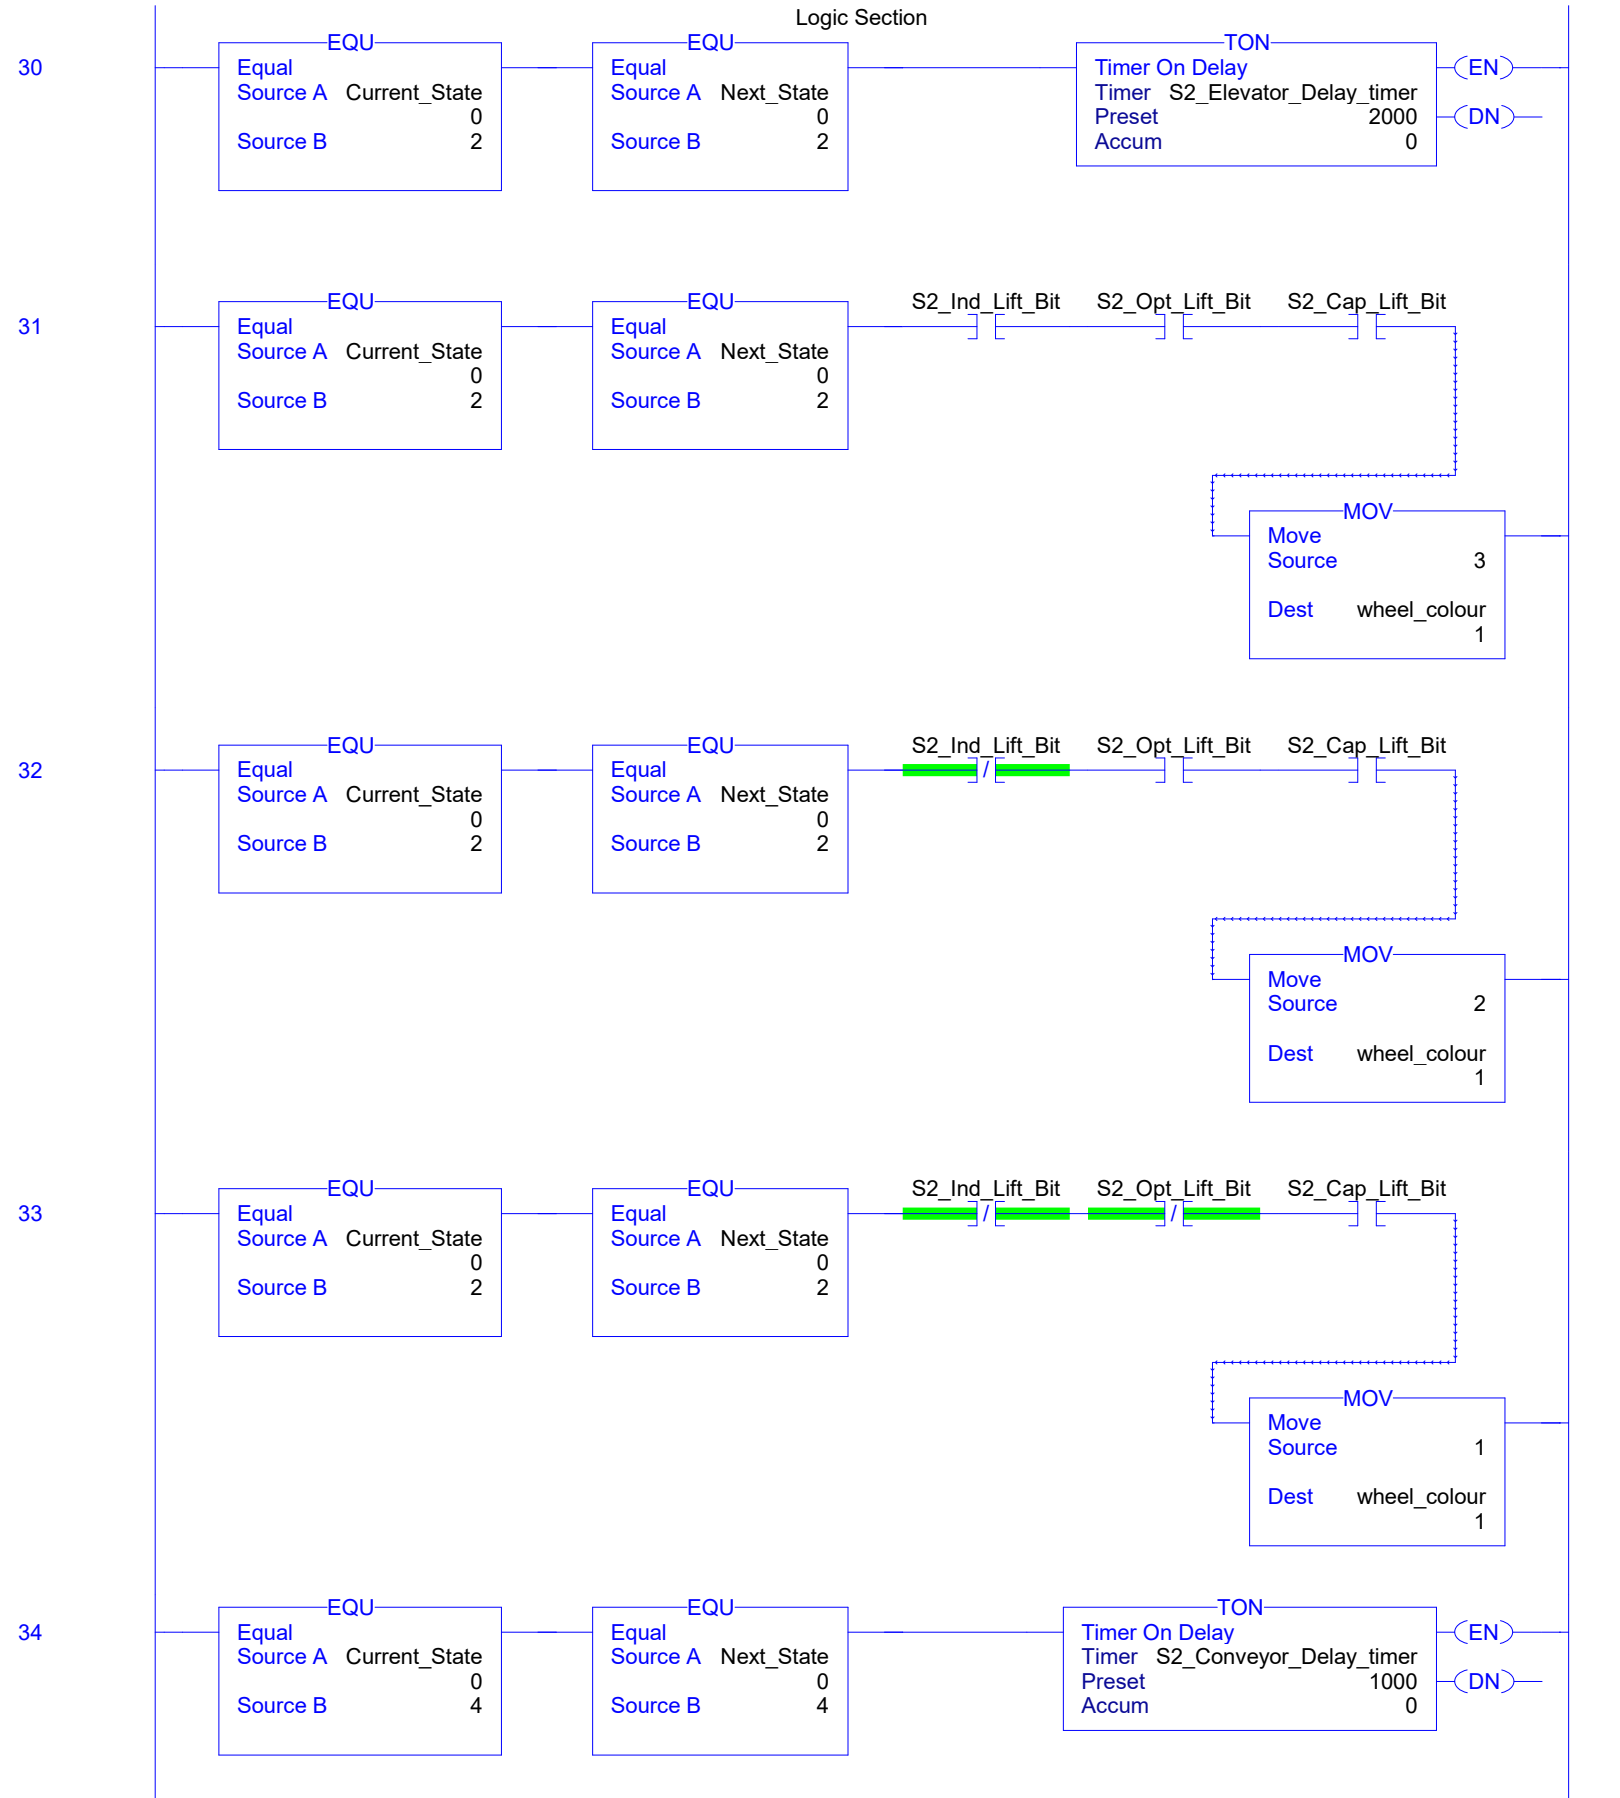 Logic Section
30
EQU EQU TON
Equal Equal Timer On Delay (EN)
Source A Current_State Source A Next_State Timer S2_Elevator_Delay_timer
0 0 Preset 2000 (DN)
Source B 2 Source B 2 Accum 0
31
EQU EQU S2_Ind_Lift_Bit S2_Opt_Lift_Bit S2_Cap_Lift_Bit
Equal Equal
Source A Current_State Source A Next_State
0 0
Source B 2 Source B 2
MOV
Move
Source 3
Dest wheel_colour
1
32
EQU EQU S2_Ind_Lift_Bit S2_Opt_Lift_Bit S2_Cap_Lift_Bit
Equal Equal /
Source A Current_State Source A Next_State
0 0
Source B 2 Source B 2
MOV
Move
Source 2
Dest wheel_colour
1
33
EQU EQU S2_Ind_Lift_Bit S2_Opt_Lift_Bit S2_Cap_Lift_Bit
Equal Equal / /
Source A Current_State Source A Next_State
0 0
Source B 2 Source B 2
MOV
Move
Source 1
Dest wheel_colour
1
34
EQU EQU TON
Equal Equal Timer On Delay (EN)
Source A Current_State Source A Next_State Timer S2_Conveyor_Delay_timer
0 0 Preset 1000 (DN)
Source B 4 Source B 4 Accum 0